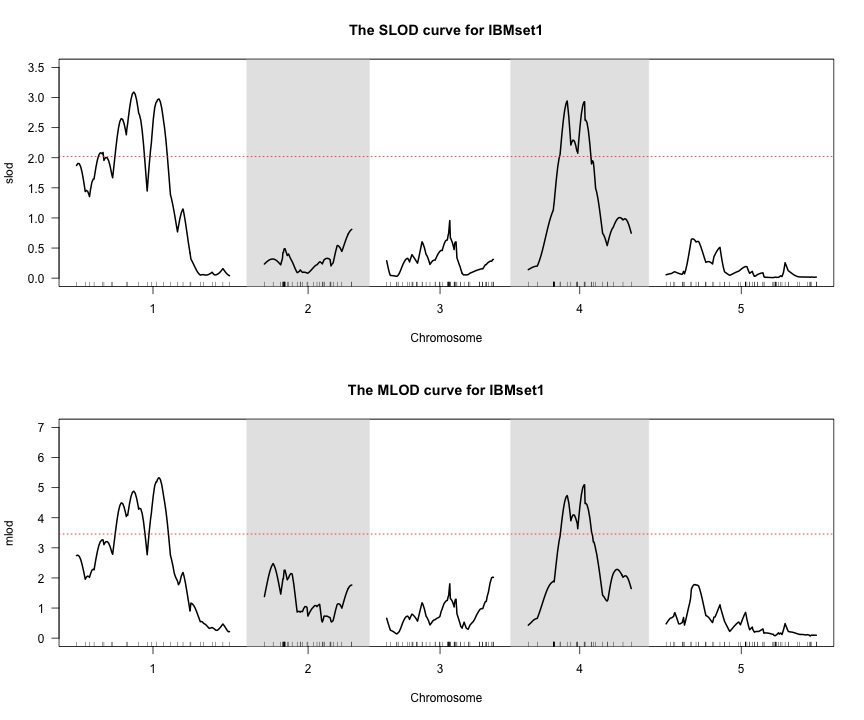 The SLOD curve for IBMset1
3.5
3.0
2.5
2.0
1.5
1.0
0.5
0.0
slod
1 2 3 4 5
Chromosome
The MLOD curve for IBMset1
7
6
5
4
3
2
1
0
mlod
1 2 3 4 5
Chromosome